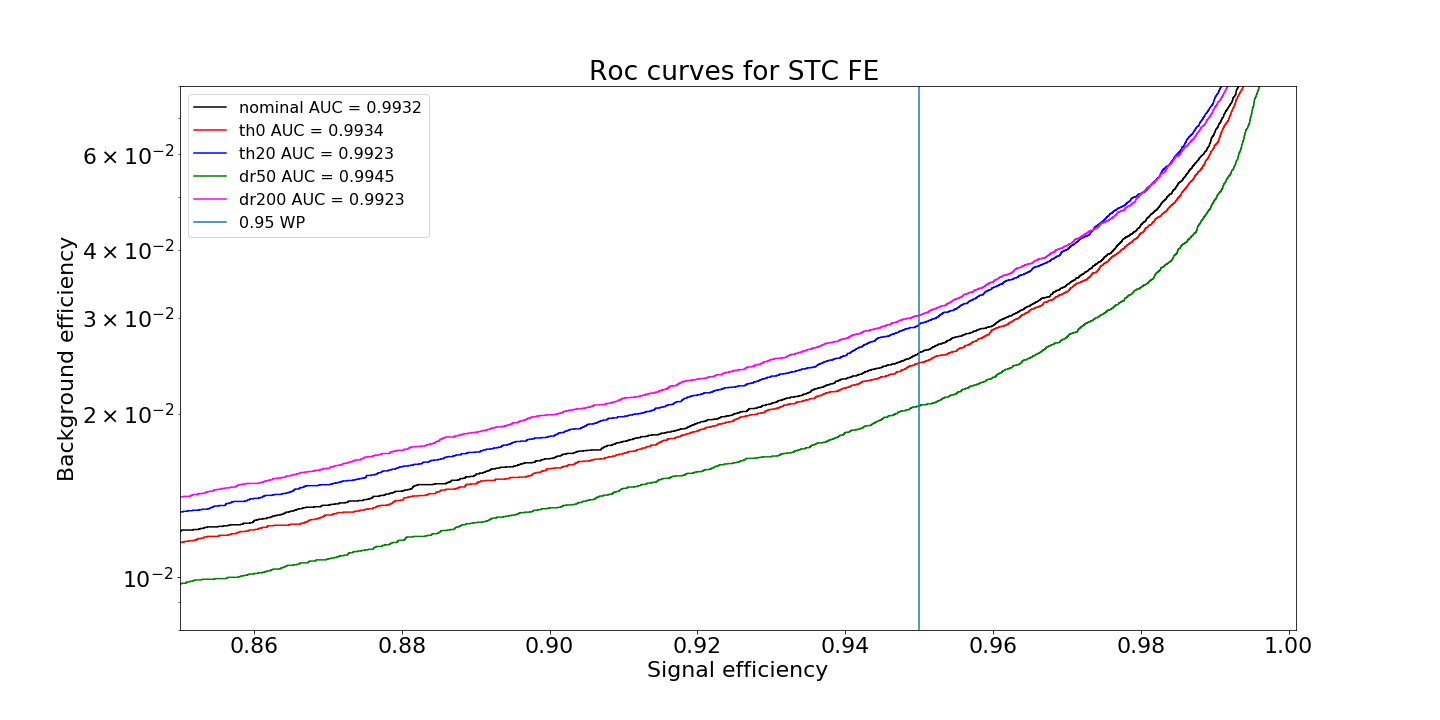 Roc curves for STC FE
nominal AUC = 0.9932
th0 AUC = 0.9934
th20 AUC = 0.9923
dr50 AUC = 0.9945
dr200 AUC = 0.9923
0.95 WP
Background efficiency
6 × 10⁻²
4 × 10⁻²
3 × 10⁻²
2 × 10⁻²
10⁻²
0.86 0.88 0.90 0.92 0.94 0.96 0.98 1.00
Signal efficiency